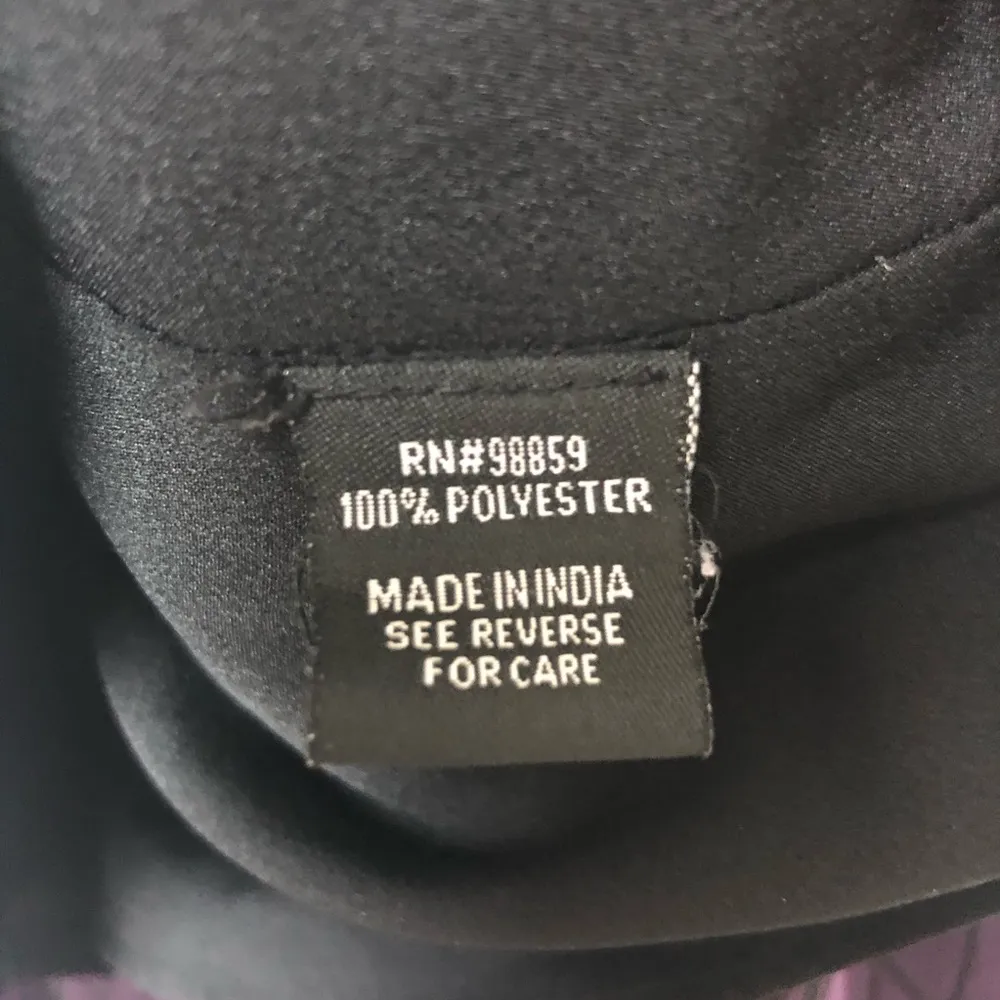 RN#98859
100% POLYESTER
MADE IN INDIA
SEE REVERSE
FOR CARE